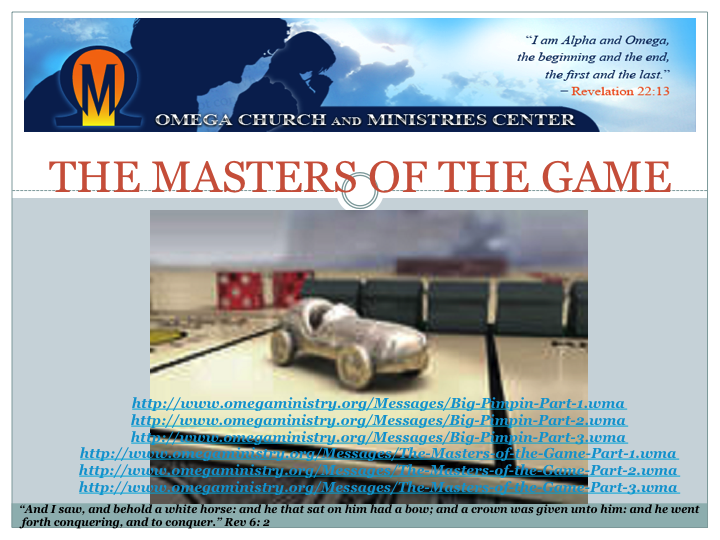 “I am Alpha and Omega,
the beginning and the end,
the first and the last.”
– Revelation 22:13
M
OMEGA CHURCH AND MINISTRIES CENTER
THE MASTERS OF THE GAME
http://www.omegaministry.org/Messages/Big-Pimpin-Part-1.wma
http://www.omegaministry.org/Messages/Big-Pimpin-Part-2.wma
http://www.omegaministry.org/Messages/Big-Pimpin-Part-3.wma
http://www.omegaministry.org/Messages/The-Masters-of-the-Game-Part-1.wma
http://www.omegaministry.org/Messages/The-Masters-of-the-Game-Part-2.wma
http://www.omegaministry.org/Messages/The-Masters-of-the-Game-Part-3.wma
“And I saw, and behold a white horse: and he that sat on him had a bow; and a crown was given unto him: and he went
forth conquering, and to conquer.” Rev 6: 2